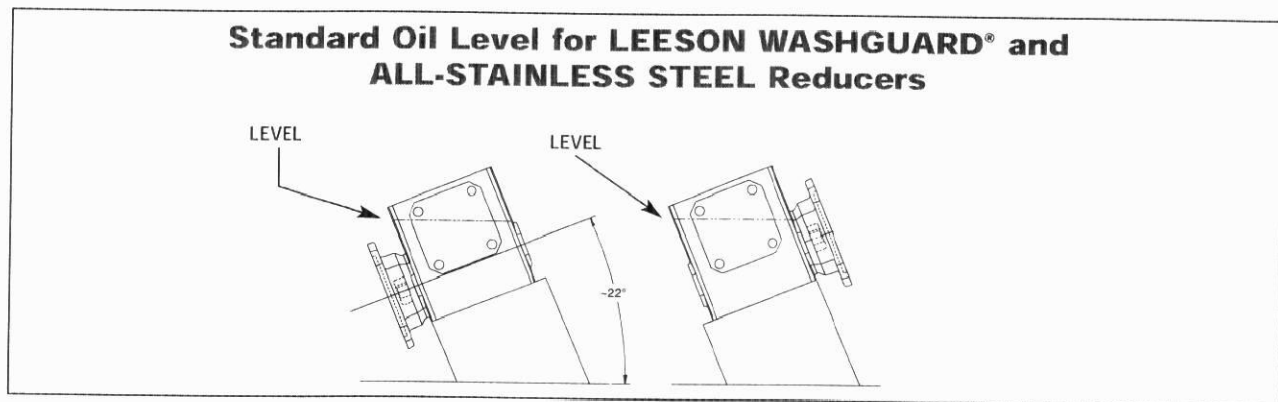 Standard Oil Level for LEESON WASHGUARD® and
ALL-STAINLESS STEEL Reducers
LEVEL
LEVEL
~22°